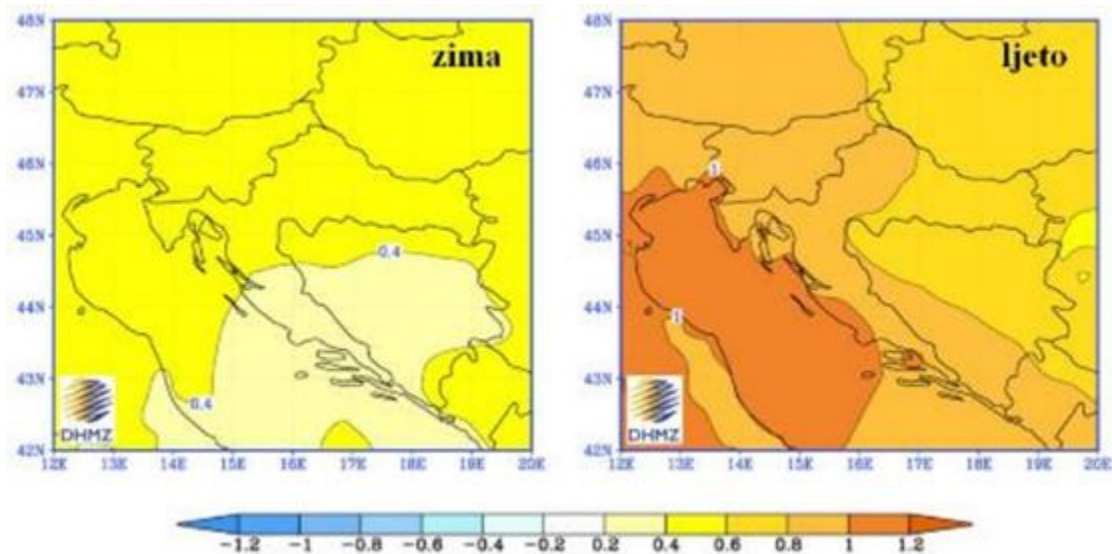 48N
47N
46N
45N
44N
43N
42N
zima
0.4
0.4
DHMZ
12E 13E 14E 15E 16E 17E 18E 19E 20E
48N
47N
46N
45N
44N
43N
42N
ljeto
1
1
DHMZ
12E 13E 14E 15E 16E 17E 18E 19E 20E
-1.2 -1 -0.8 -0.6 -0.4 -0.2 0.2 0.4 0.6 0.8 1 1.2